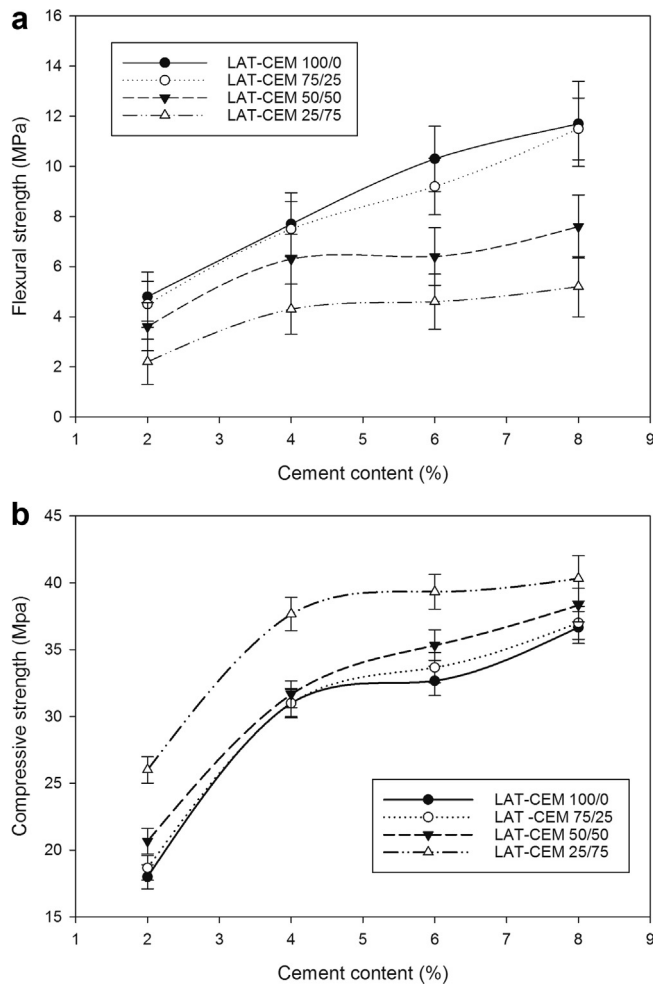 a
16
14
12
10
8
6
4
2
0
Flexural strength (MPa)
LAT-CEM 100/0
LAT-CEM 75/25
LAT-CEM 50/50
LAT-CEM 25/75
1 2 3 4 5 6 7 8 9
Cement content (%)
b
45
40
35
30
25
20
15
Compressive strength (Mpa)
LAT-CEM 100/0
LAT -CEM 75/25
LAT-CEM 50/50
LAT-CEM 25/75
1 2 3 4 5 6 7 8 9
Cement content (%)